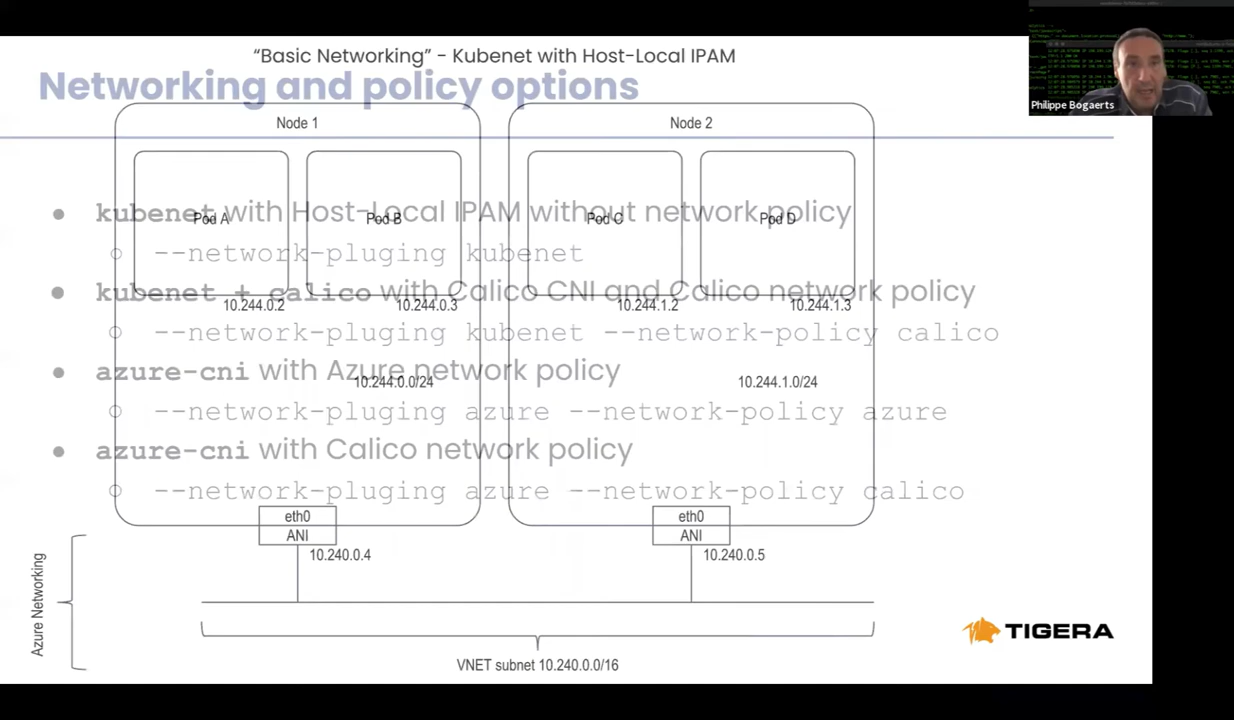 “Basic Networking” - Kubenet with Host-Local IPAM
Networking and policy options
Node 1
Node 2
● kubenet with Host-Local IPAM without network policy
Pod A
Pod B
Pod C
Pod D
○ --network-pluging kubenet
● kubenet + calico with Calico CNI and Calico network policy
10.244.0.2
10.244.0.3
10.244.1.2
10.244.1.3
○ --network-pluging kubenet --network-policy calico
● azure-cni with Azure network policy
10.244.0.0/24
10.244.1.0/24
○ --network-pluging azure --network-policy azure
● azure-cni with Calico network policy
○ --network-pluging azure --network-policy calico
eth0
ANI
10.240.0.4
eth0
ANI
10.240.0.5
Azure Networking
VNET subnet 10.240.0.0/16
TIGERA
Philippe Bogaerts